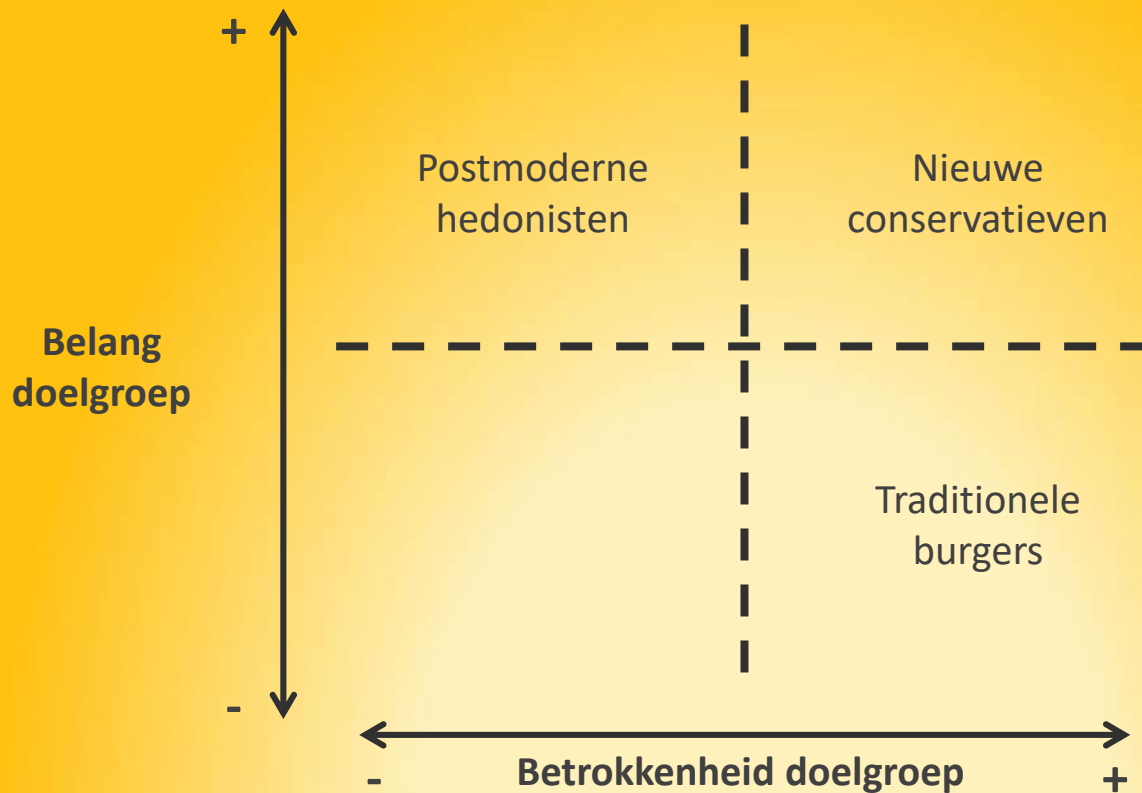 +
Postmoderne
hedonisten
Nieuwe
conservatieven
Belang
doelgroep
Traditionele
burgers
-
Betrokkenheid doelgroep
-
+